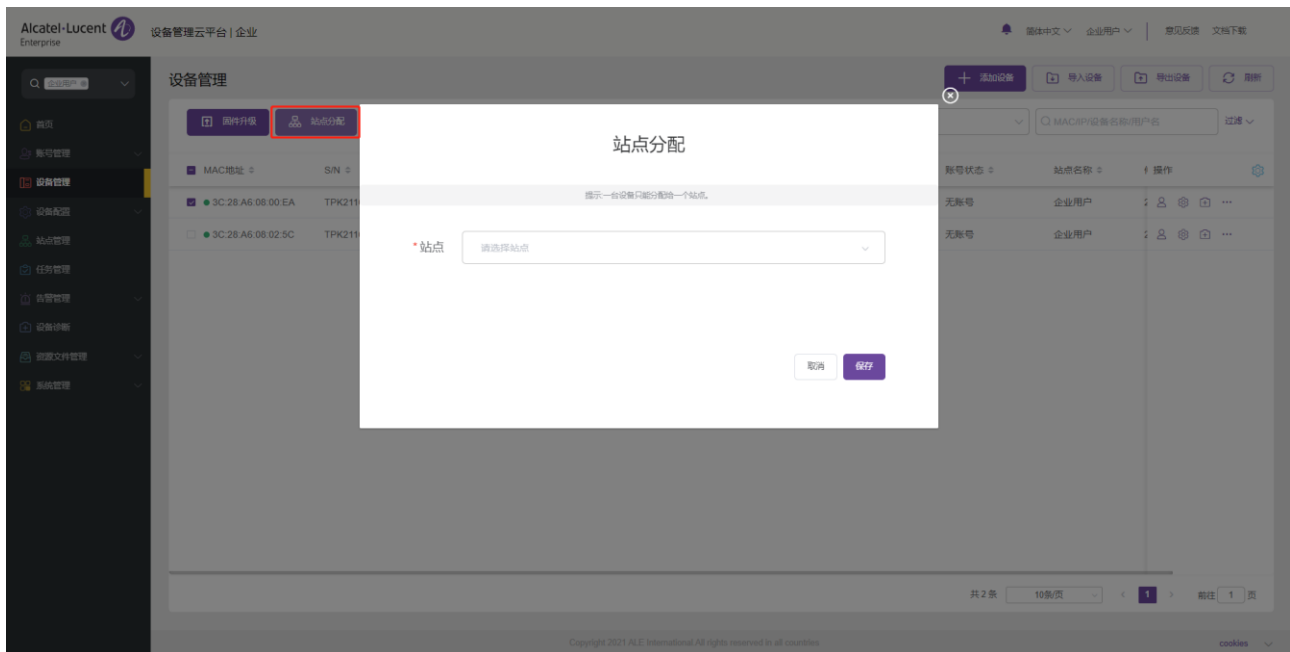 Alcatel·Lucent
Enterprise
设备管理云平台 | 企业
简体中文 企业用户 意见反馈 文档下载
企业用户
设备管理
添加设备 导入设备 导出设备 刷新
首页
账号管理
设备管理
设备配置
站点管理
任务管理
告警管理
设备诊断
资源文件管理
系统管理
固件升级 站点分配
MAC/IP/设备名称/用户名 过滤
MAC地址 S/N 账号状态 站点名称 操作
3C:28:A6:08:00:EA TPK211 无账号 企业用户
3C:28:A6:08:02:5C TPK211 无账号 企业用户
站点分配
提示:一台设备只能分配给一个站点。
*站点 请选择站点
取消 保存
共 2 条 10条/页 1 前往 1 页
Copyright 2021 ALE International.All rights reserved in all countries
cookies